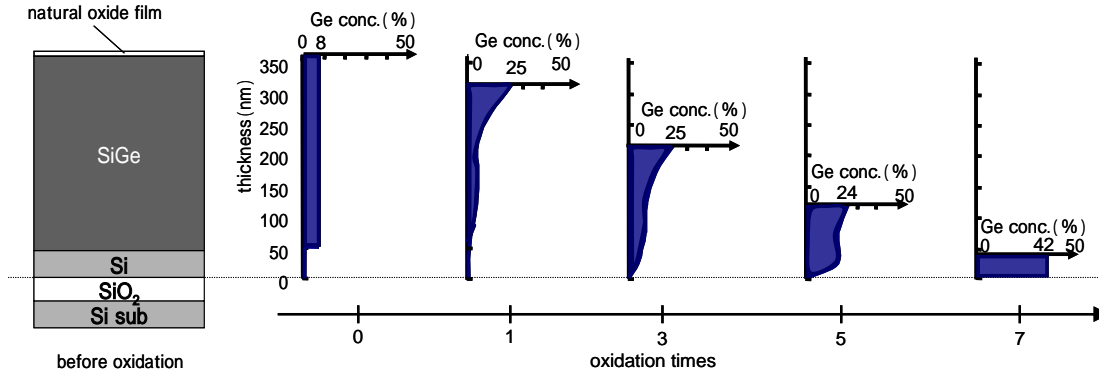 natural oxide film
SiGe
Si
SiO₂
Si sub
before oxidation
thickness(nm)
350
300
250
200
150
100
50
0
Ge conc.(%)
0 8 50
Ge conc.(%)
0 25 50
Ge conc.(%)
0 25 50
Ge conc.(%)
0 24 50
Ge conc.(%)
0 42 50
0 1 3 5 7
oxidation times